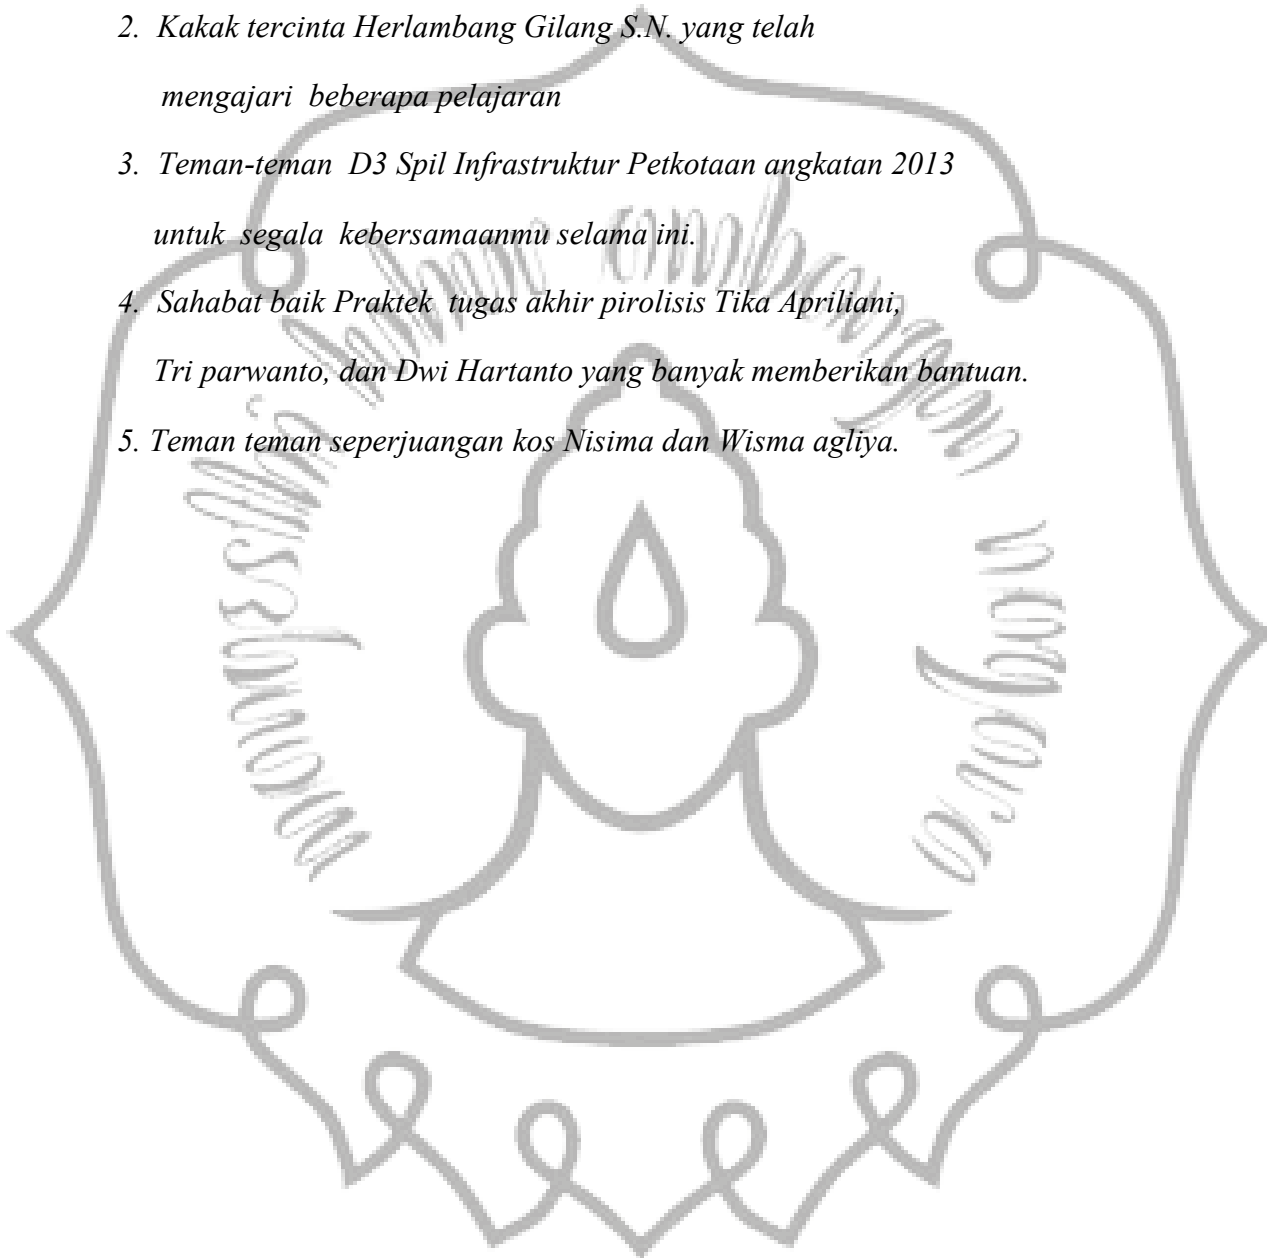 2. Kakak tercinta Herlambang Gilang S.N. yang telah
mengajari beberapa pelajaran
3. Teman-teman D3 Spil Infrastruktur Petkotaan angkatan 2013
untuk segala kebersamaanmu selama ini.
4. Sahabat baik Praktek tugas akhir pirolisis Tika Apriliani,
Tri parwanto, dan Dwi Hartanto yang banyak memberikan bantuan.
5. Teman teman seperjuangan kos Nisima dan Wisma agliya.